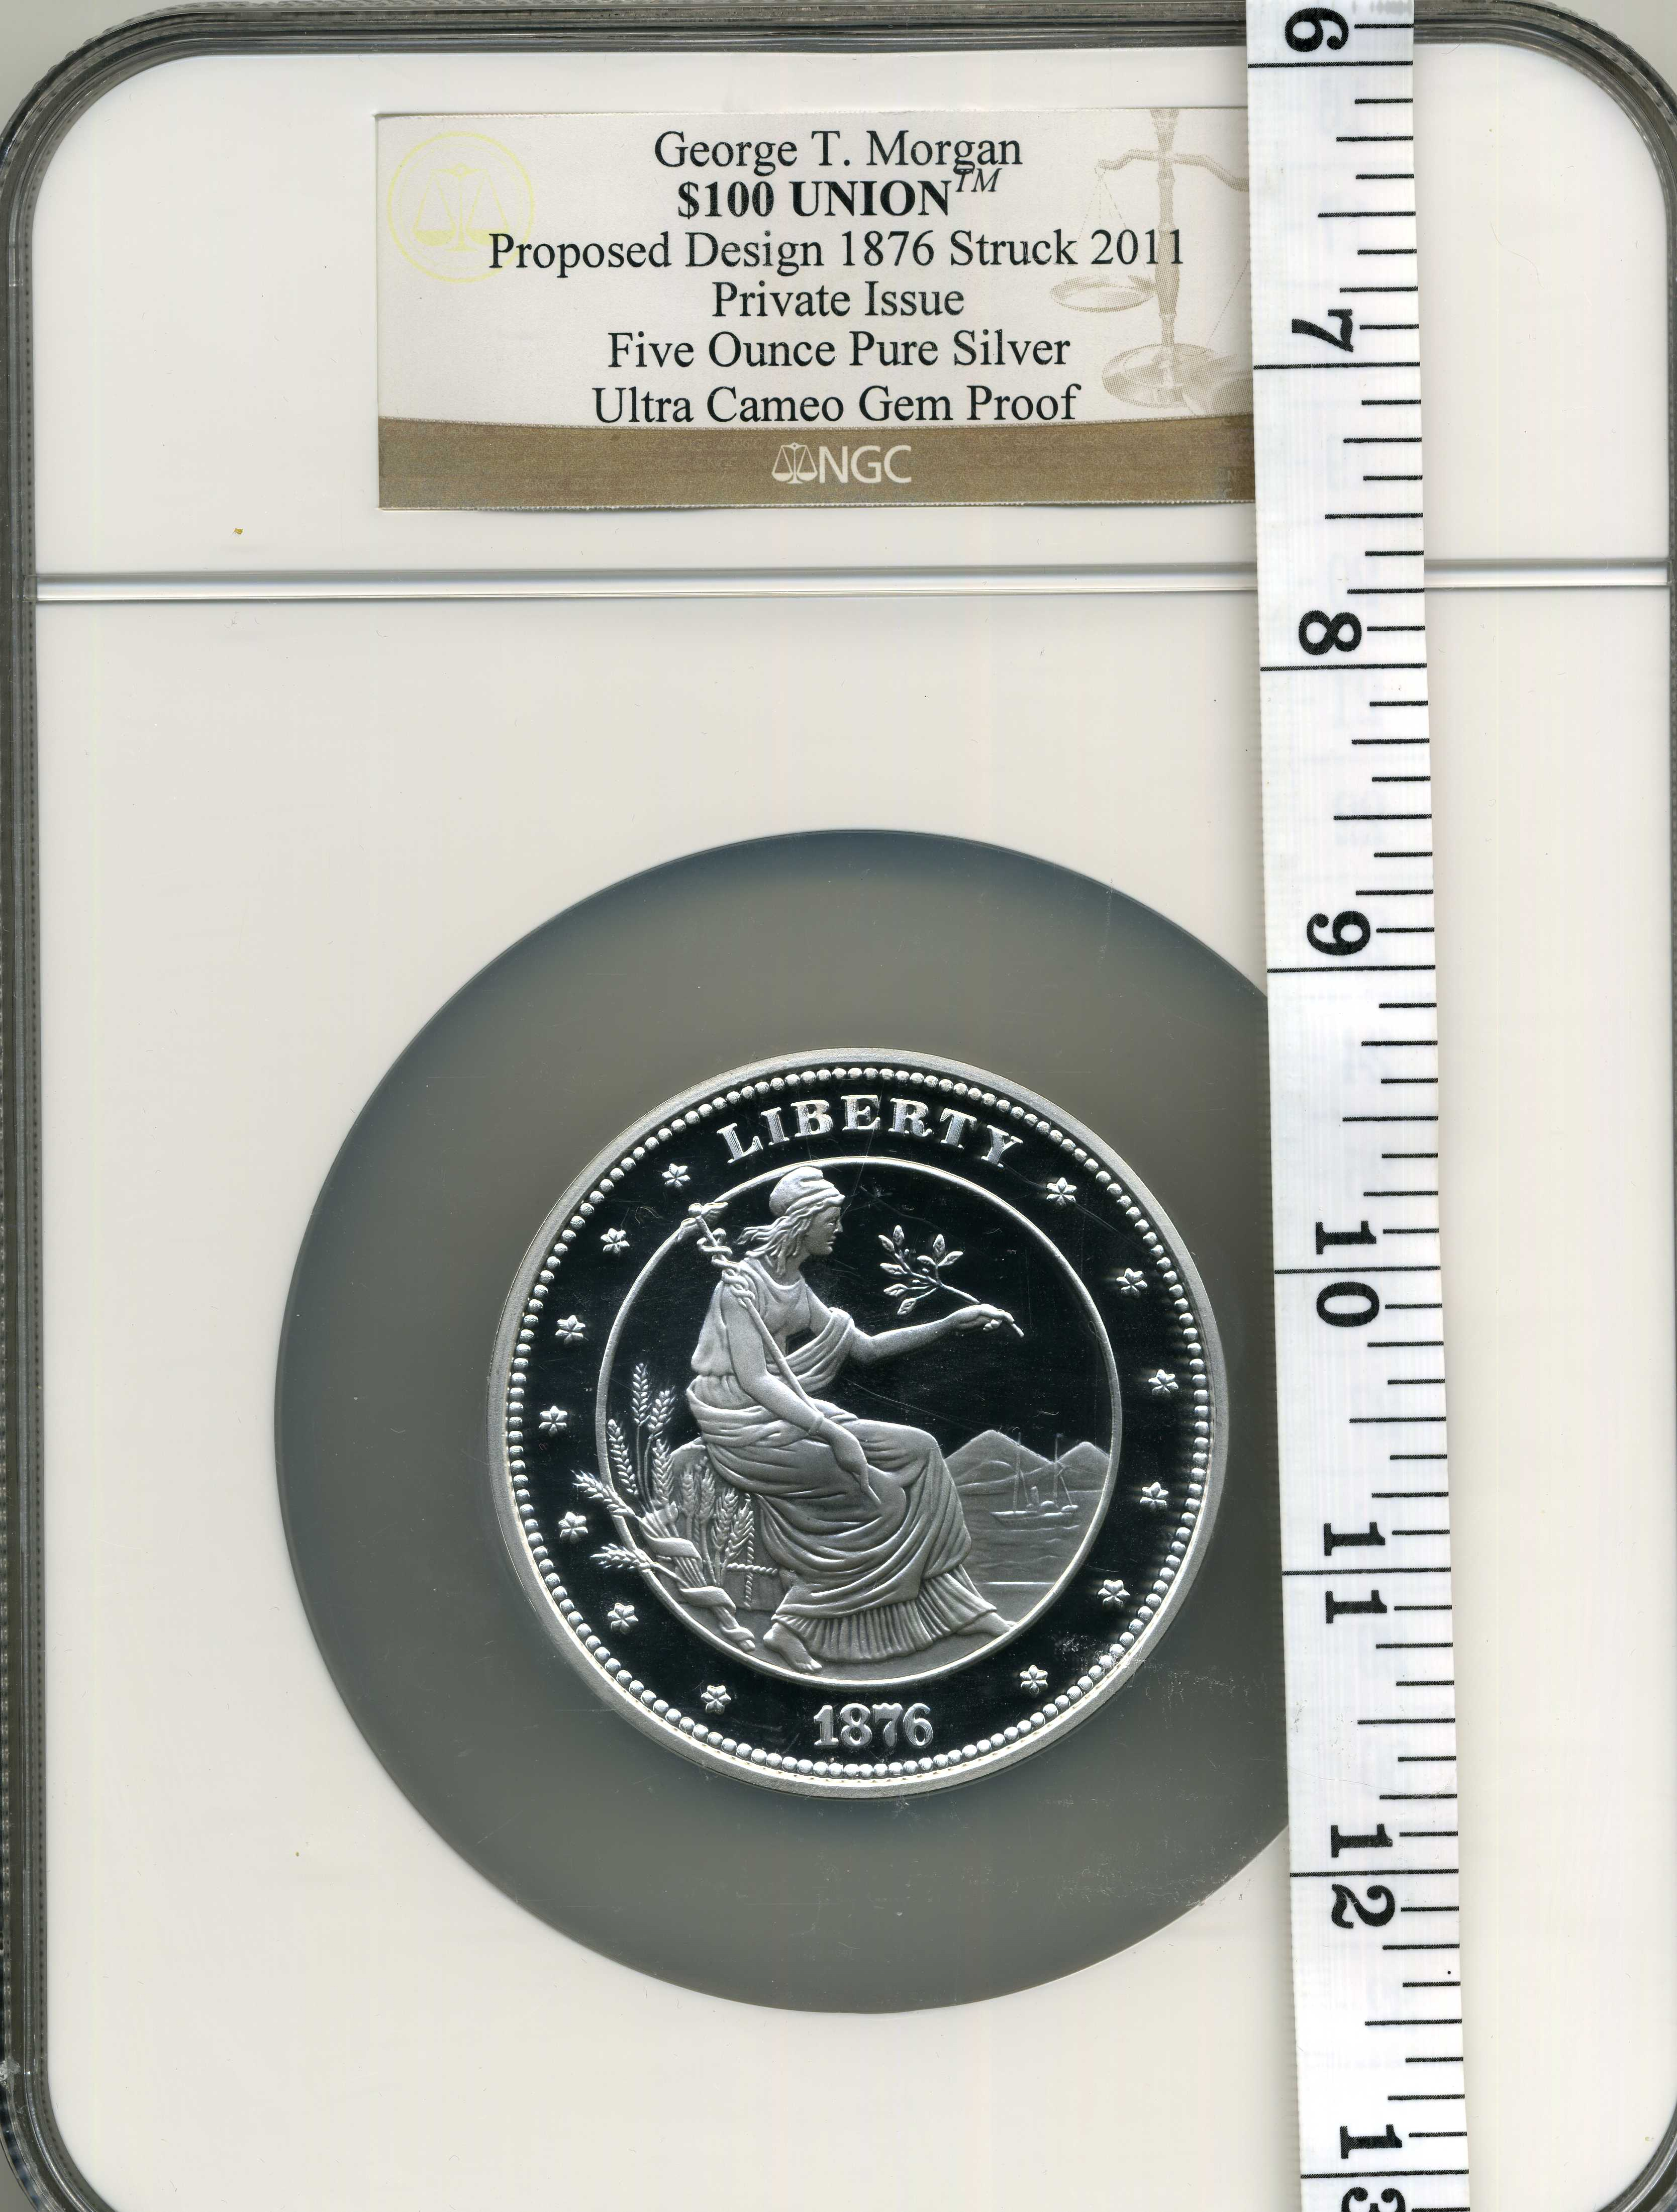 George T. Morgan
$100 UNION™
Proposed Design 1876 Struck 2011
Private Issue
Five Ounce Pure Silver
Ultra Cameo Gem Proof
NGC
LIBERTY
1876
6
7
8
9
10
11
12
13